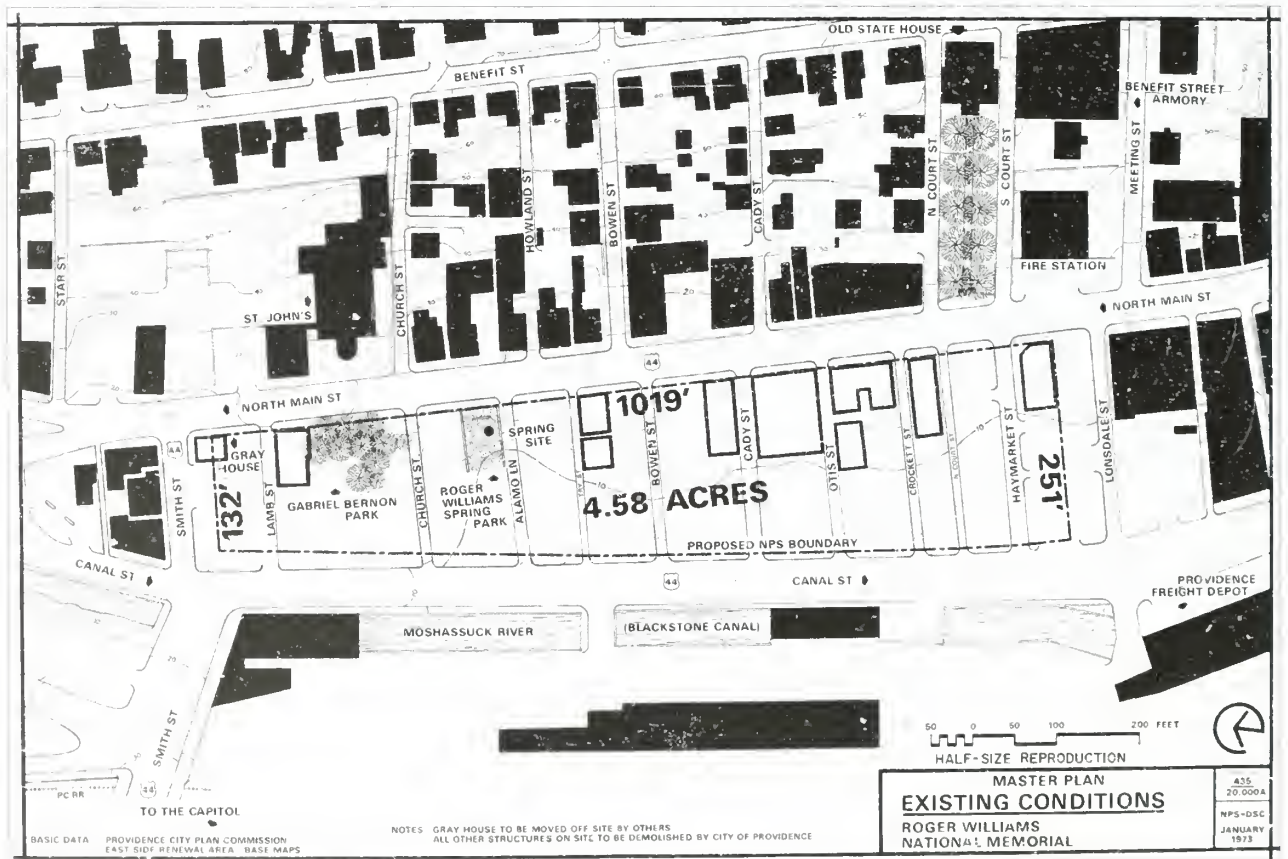 OLD STATE HOUSE
BENEFIT ST
BENEFIT STREET
ARMORY
STAR ST
CHURCH ST
HOWLAND ST
BOWEN ST
CADY ST
N COURT ST
S COURT ST
MEETING ST
ST. JOHN'S
FIRE STATION
NORTH MAIN ST
44
NORTH MAIN ST
1019'
44
GRAY
HOUSE
SPRING
SITE
SMITH ST
132'
LAMB ST
GABRIEL BERNON
PARK
CHURCH ST
ROGER
WILLIAMS
SPRING
PARK
ALAMO LN
BOWEN ST
CADY ST
OTIS ST
CROCKETT ST
N COURT ST
HAYMARKET ST
251'
LONSDALE ST
4.58 ACRES
PROPOSED NPS BOUNDARY
CANAL ST
44
CANAL ST
PROVIDENCE
FREIGHT DEPOT
MOSHASSUCK RIVER
(BLACKSTONE CANAL)
SMITH ST
50 0 50 100 200 FEET
HALF-SIZE REPRODUCTION
PC RR
44
TO THE CAPITOL
MASTER PLAN
EXISTING CONDITIONS
ROGER WILLIAMS
NATIONAL MEMORIAL
435
20,000A
NPS-DSC
JANUARY
1973
BASIC DATA PROVIDENCE CITY PLAN COMMISSION
EAST SIDE RENEWAL AREA BASE MAPS
NOTES GRAY HOUSE TO BE MOVED OFF SITE BY OTHERS
ALL OTHER STRUCTURES ON SITE TO BE DEMOLISHED BY CITY OF PROVIDENCE